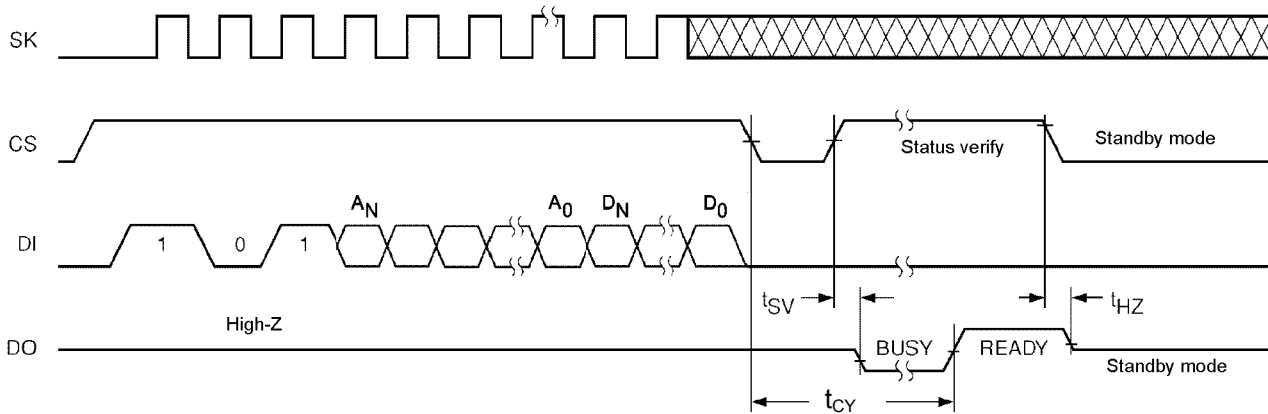 SK
CS
Status verify
Standby mode
A_N A_0 D_N D_0
DI 1 0 1
t_SV t_HZ
High-Z
DO BUSY READY
Standby mode
t_CY